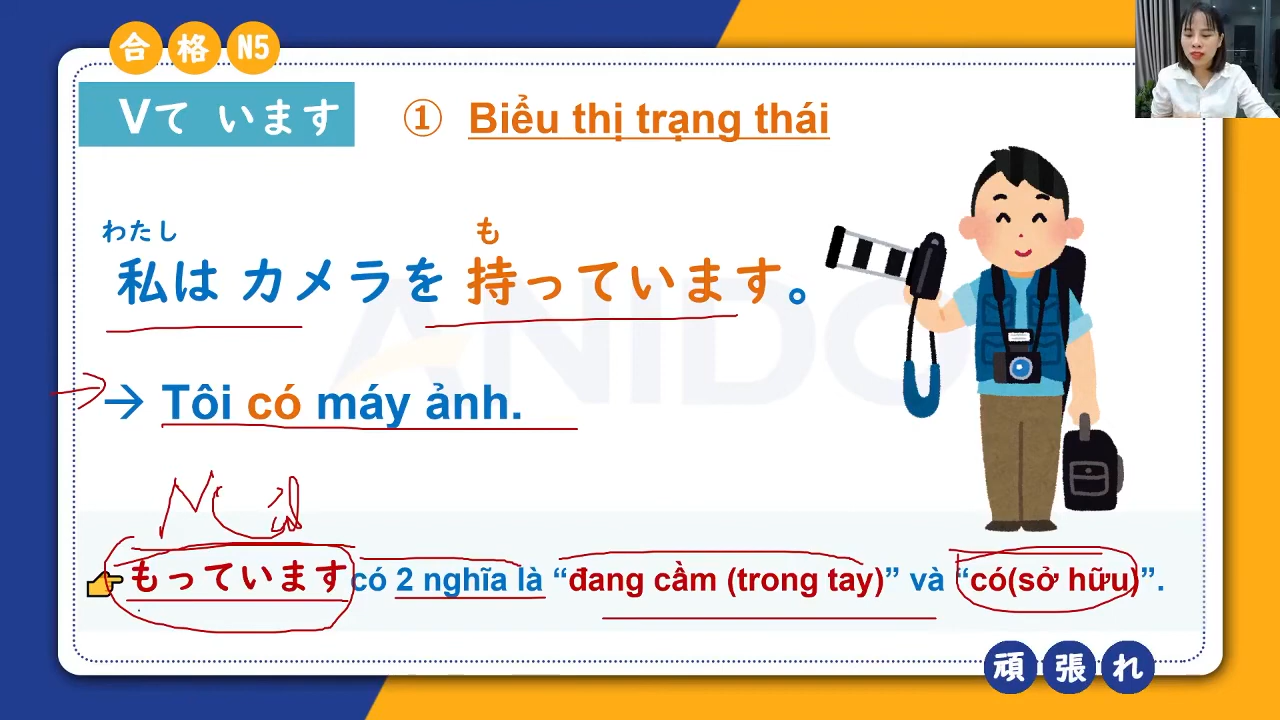 合格 N5
Vて います
① Biểu thị trạng thái
わたし も
私は カメラを 持っています。
ANIDO
→ Tôi có máy ảnh.
もっています có 2 nghĩa là “đang cầm (trong tay)” và “có(sở hữu)”.
頑張れ